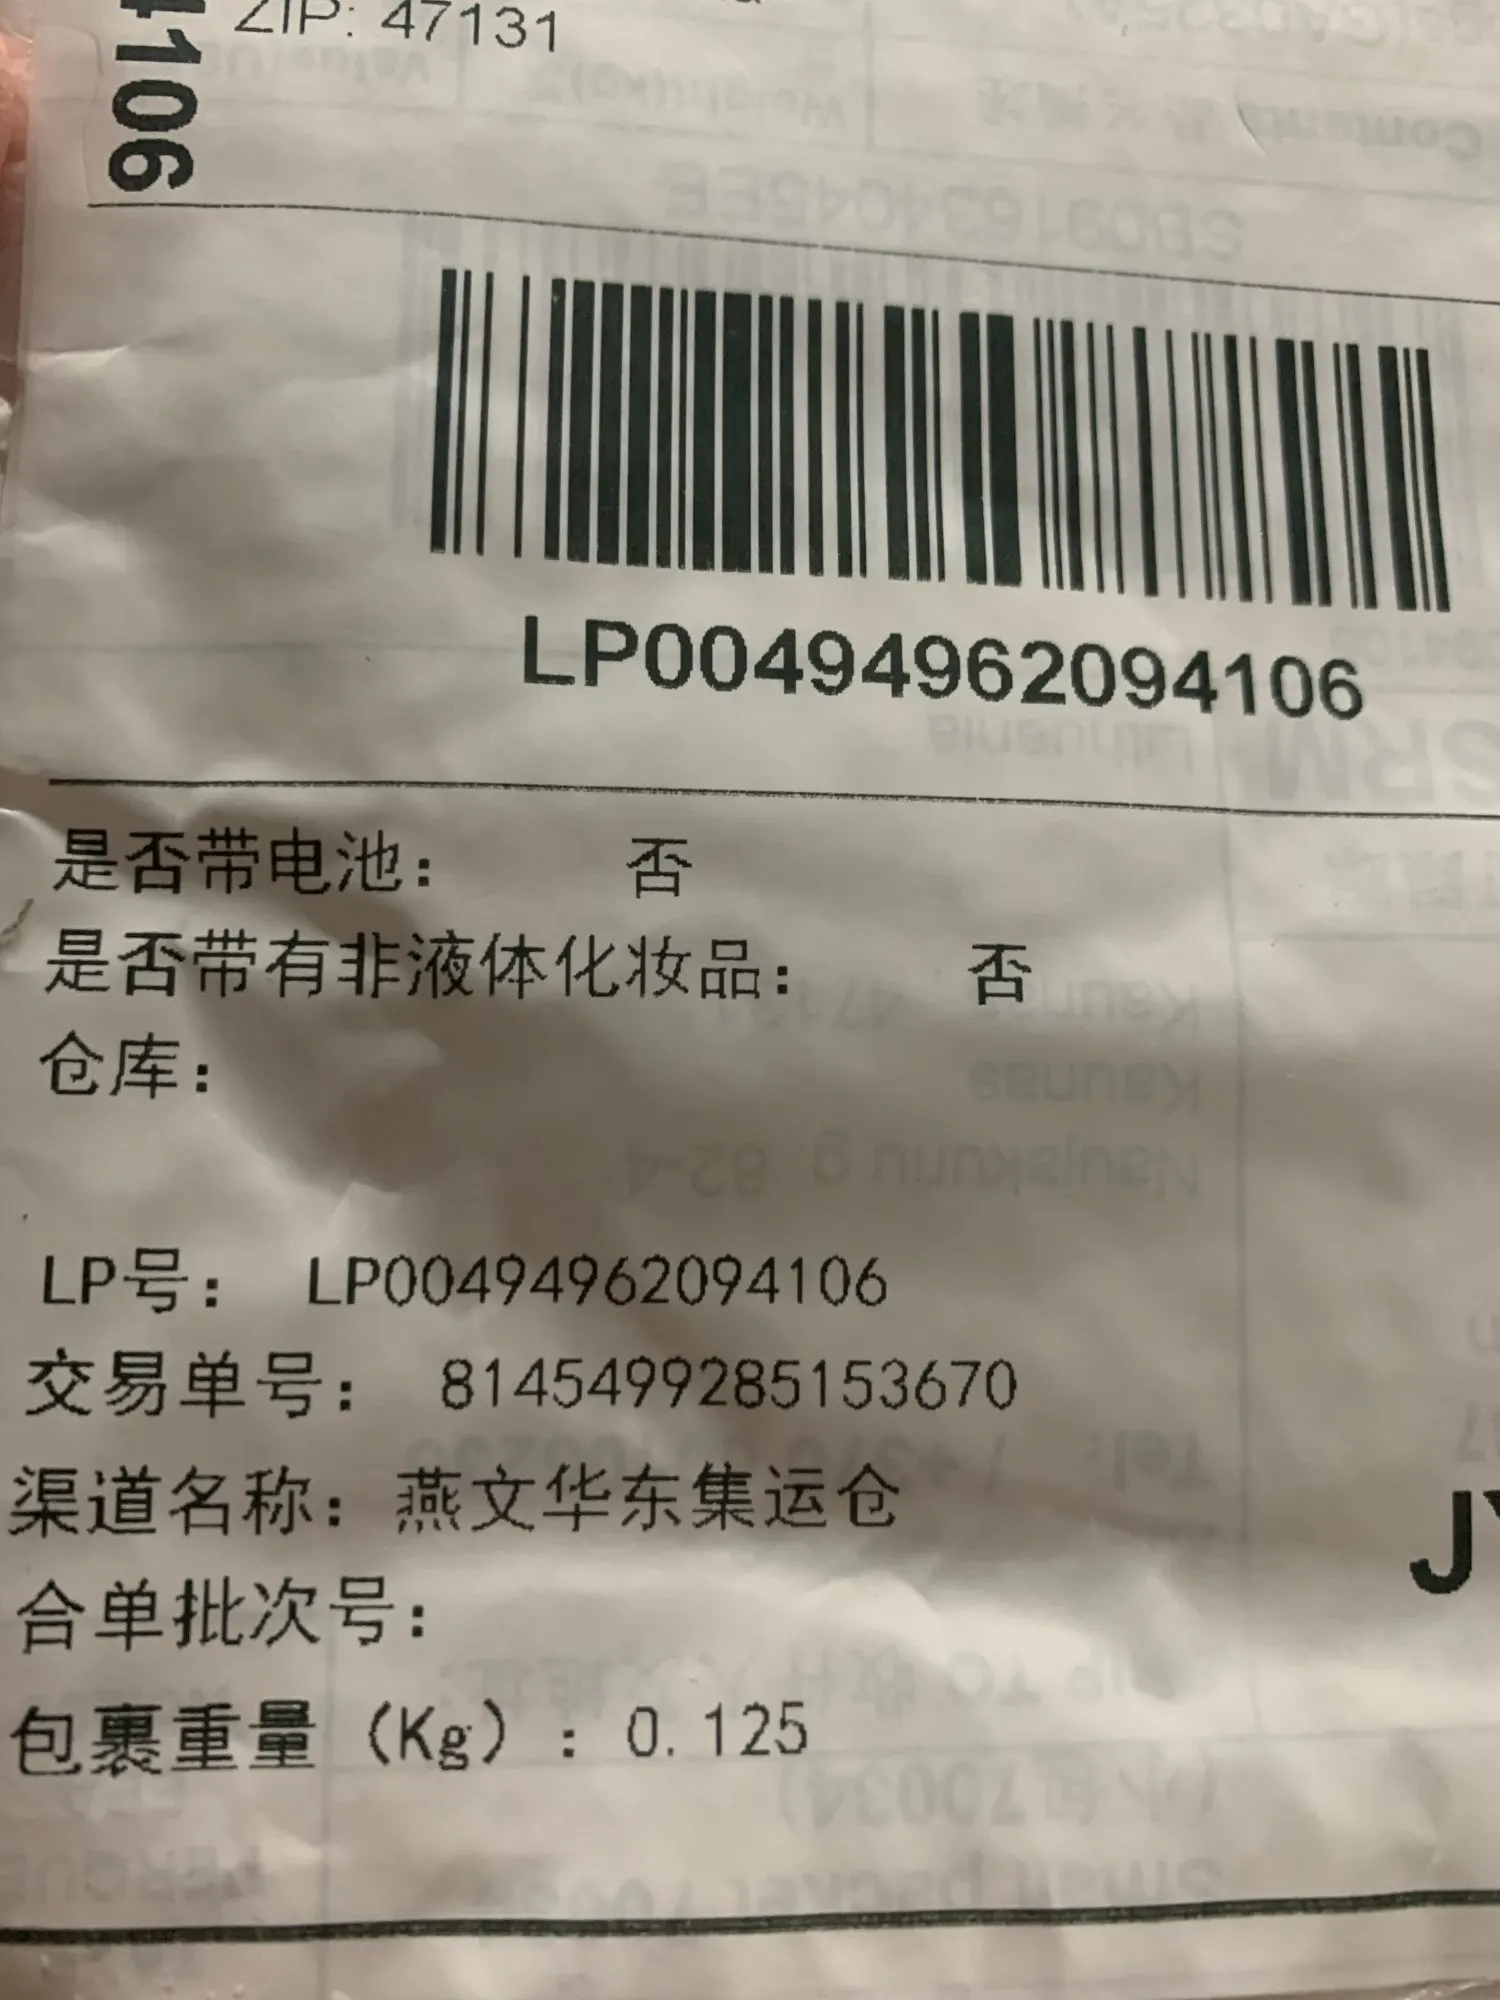 ZIP: 47131
4106
LP00494962094106
是否带电池： 否
是否带有非液体化妆品： 否
仓库：
LP号： LP00494962094106
交易单号： 8145499285153670
渠道名称：燕文华东集运仓
合单批次号：
包裹重量（Kg）：0.125